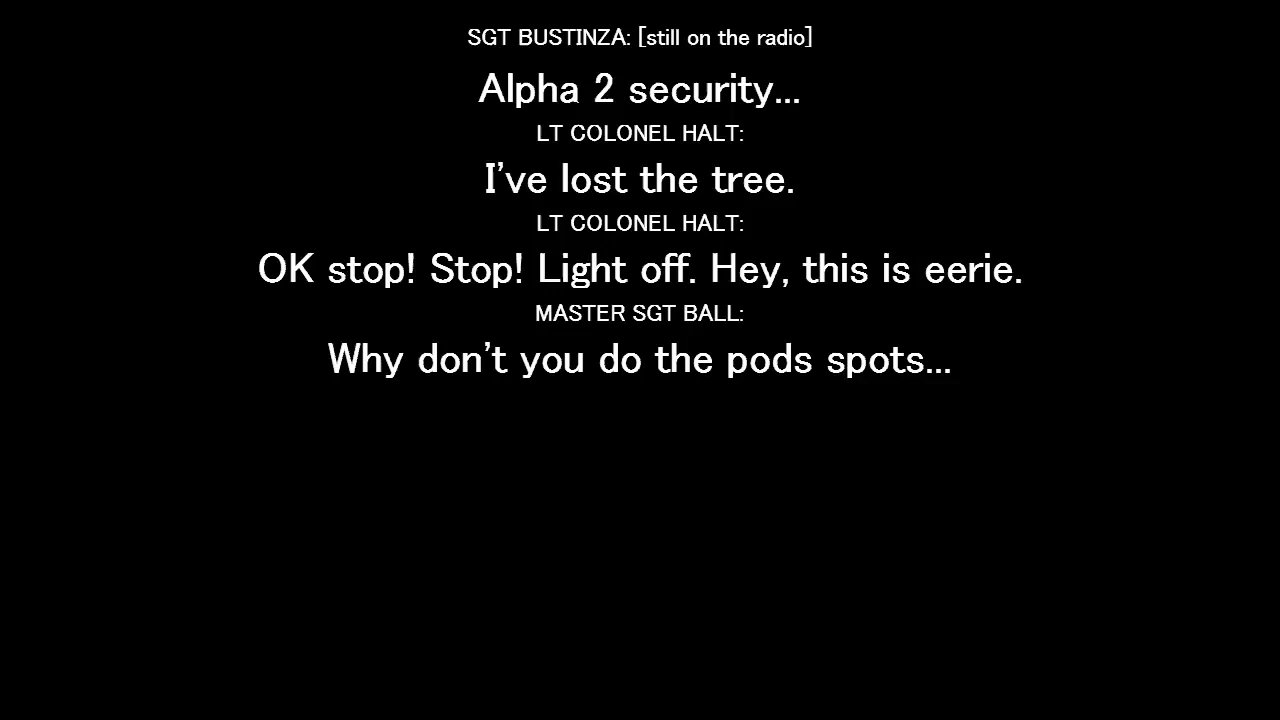 SGT BUSTINZA: [still on the radio]
Alpha 2 security...
LT COLONEL HALT:
I've lost the tree.
LT COLONEL HALT:
OK stop! Stop! Light off. Hey, this is eerie.
MASTER SGT BALL:
Why don't you do the pods spots...